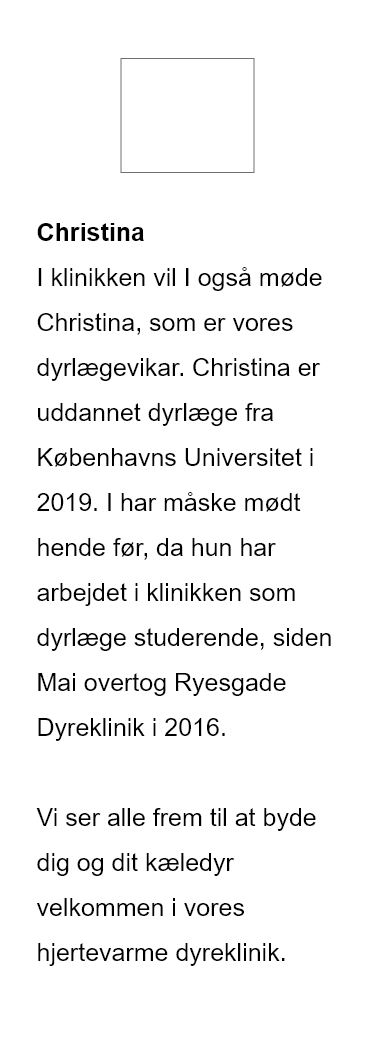 Christina
I klinikken vil I også møde
Christina, som er vores
dyrlægevikar. Christina er
uddannet dyrlæge fra
Københavns Universitet i
2019. I har måske mødt
hende før, da hun har
arbejdet i klinikken som
dyrlæge studerende, siden
Mai overtog Ryesgade
Dyreklinik i 2016.
Vi ser alle frem til at byde
dig og dit kæledyr
velkommen i vores
hjertevarme dyreklinik.